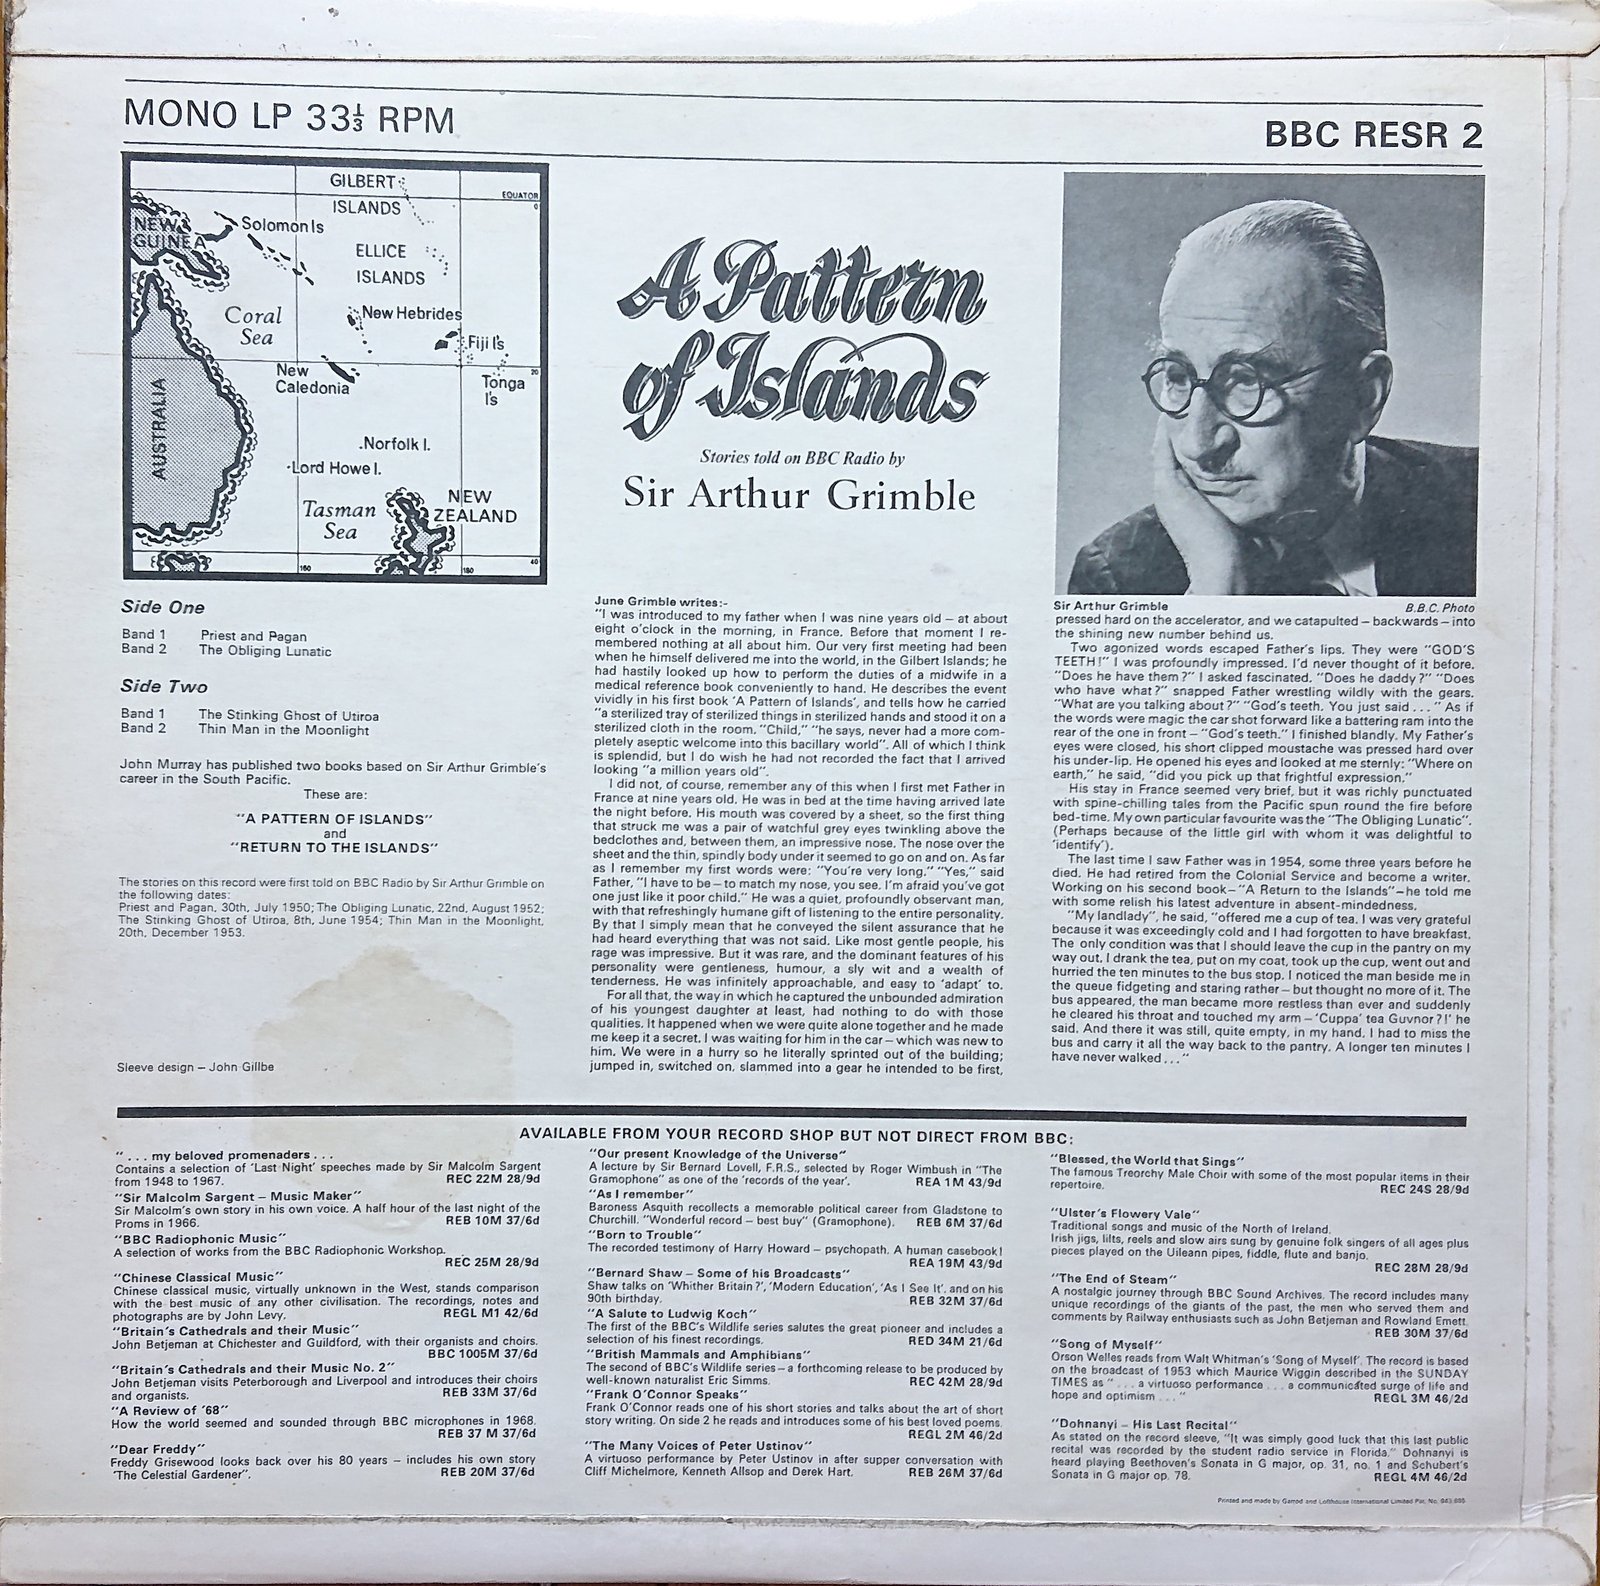 MONO LP 33⅓ RPM
BBC RESR 2
GILBERT
ISLANDS
EQUATOR
0
NEW
GUINEA
Solomon Is
ELLICE
ISLANDS
Coral
Sea
New Hebrides
Fiji I's
20
New
Caledonia
Tonga
I's
AUSTRALIA
Norfolk I.
Lord Howe I.
Tasman
Sea
NEW
ZEALAND
160
180
40
A Pattern
of Islands
Stories told on BBC Radio by
Sir Arthur Grimble
Side One
Band 1 Priest and Pagan
Band 2 The Obliging Lunatic
Side Two
Band 1 The Stinking Ghost of Utiroa
Band 2 Thin Man in the Moonlight
John Murray has published two books based on Sir Arthur Grimble's
career in the South Pacific.
These are:
"A PATTERN OF ISLANDS"
and
"RETURN TO THE ISLANDS"
The stories on this record were first told on BBC Radio by Sir Arthur Grimble on
the following dates:
Priest and Pagan, 30th, July 1950; The Obliging Lunatic, 22nd, August 1952;
The Stinking Ghost of Utiroa, 8th, June 1954; Thin Man in the Moonlight,
20th, December 1953.
Sleeve design – John Gillbe
June Grimble writes:-
"I was introduced to my father when I was nine years old – at about
eight o'clock in the morning, in France. Before that moment I re-
membered nothing at all about him. Our very first meeting had been
when he himself delivered me into the world, in the Gilbert Islands; he
had hastily looked up how to perform the duties of a midwife in a
medical reference book conveniently to hand. He describes the event
vividly in his first book 'A Pattern of Islands', and tells how he carried
"a sterilized tray of sterilized things in sterilized hands and stood it on a
sterilized cloth in the room, "Child," "he says, never had a more com-
pletely aseptic welcome into this bacillary world". All of which I think
is splendid, but I do wish he had not recorded the fact that I arrived
looking "a million years old".
I did not, of course, remember any of this when I first met Father in
France at nine years old. He was in bed at the time having arrived late
the night before. His mouth was covered by a sheet, so the first thing
that struck me was a pair of watchful grey eyes twinkling above the
bedclothes and, between them, an impressive nose. The nose over the
sheet and the thin, spindly body under it seemed to go on and on. As far
as I remember my first words were: "You're very long." "Yes," said
Father, "I have to be – to match my nose, you see. I'm afraid you've got
one just like it poor child." He was a quiet, profoundly observant man,
with that refreshingly humane gift of listening to the entire personality.
By that I simply mean that he conveyed the silent assurance that he
had heard everything that was not said. Like most gentle people, his
rage was impressive. But it was rare, and the dominant features of his
personality were gentleness, humour, a sly wit and a wealth of
tenderness. He was infinitely approachable, and easy to 'adapt' to.
For all that, the way in which he captured the unbounded admiration
of his youngest daughter at least, had nothing to do with those
qualities. It happened when we were quite alone together and he made
me keep it a secret. I was waiting for him in the car – which was new to
him. We were in a hurry so he literally sprinted out of the building;
jumped in, switched on, slammed into a gear he intended to be first,
Sir Arthur Grimble
B.B.C. Photo
pressed hard on the accelerator, and we catapulted – backwards – into
the shining new number behind us.
Two agonized words escaped Father's lips. They were "GOD'S
TEETH!" I was profoundly impressed. I'd never thought of it before.
"Does he have them?" I asked fascinated. "Does he daddy?" "Does
who have what?" snapped Father wrestling wildly with the gears.
"What are you talking about?" "God's teeth. You just said . . . " As if
the words were magic the car shot forward like a battering ram into the
rear of the one in front – "God's teeth." I finished blandly. My Father's
eyes were closed, his short clipped moustache was pressed hard over
his under-lip. He opened his eyes and looked at me sternly: "Where on
earth," he said, "did you pick up that frightful expression."
His stay in France seemed very brief, but it was richly punctuated
with spine-chilling tales from the Pacific spun round the fire before
bed-time. My own particular favourite was the "The Obliging Lunatic".
(Perhaps because of the little girl with whom it was delightful to
'identify').
The last time I saw Father was in 1954, some three years before he
died. He had retired from the Colonial Service and become a writer.
Working on his second book – "A Return to the Islands" – he told me
with some relish his latest adventure in absent-mindedness.
"My landlady", he said, "offered me a cup of tea. I was very grateful
because it was exceedingly cold and I had forgotten to have breakfast.
The only condition was that I should leave the cup in the pantry on my
way out. I drank the tea, put on my coat, took up the cup, went out and
hurried the ten minutes to the bus stop. I noticed the man beside me in
the queue fidgeting and staring rather – but thought no more of it. The
bus appeared, the man became more restless than ever and suddenly
he cleared his throat and touched my arm – 'Cuppa' tea Guvnor?!' he
said. And there it was still, quite empty, in my hand. I had to miss the
bus and carry it all the way back to the pantry. A longer ten minutes I
have never walked . . . "
AVAILABLE FROM YOUR RECORD SHOP BUT NOT DIRECT FROM BBC:
" . . . my beloved promenaders . . .
Contains a selection of 'Last Night' speeches made by Sir Malcolm Sargent
from 1948 to 1967. REC 22M 28/9d
"Sir Malcolm Sargent – Music Maker"
Sir Malcolm's own story in his own voice. A half hour of the last night of the
Proms in 1966. REB 10M 37/6d
"BBC Radiophonic Music"
A selection of works from the BBC Radiophonic Workshop.
REC 25M 28/9d
"Chinese Classical Music"
Chinese classical music, virtually unknown in the West, stands comparison
with the best music of any other civilisation. The recordings, notes and
photographs are by John Levy. REGL M1 42/6d
"Britain's Cathedrals and their Music"
John Betjeman at Chichester and Guildford, with their organists and choirs.
BBC 1005M 37/6d
"Britain's Cathedrals and their Music No. 2"
John Betjeman visits Peterborough and Liverpool and introduces their choirs
and organists. REB 33M 37/6d
"A Review of '68"
How the world seemed and sounded through BBC microphones in 1968.
REB 37 M 37/6d
"Dear Freddy"
Freddy Grisewood looks back over his 80 years – includes his own story
'The Celestial Gardener". REB 20M 37/6d
"Our present Knowledge of the Universe"
A lecture by Sir Bernard Lovell, F.R.S., selected by Roger Wimbush in "The
Gramophone" as one of the 'records of the year'. REA 1M 43/9d
"As I remember"
Baroness Asquith recollects a memorable political career from Gladstone to
Churchill. "Wonderful record – best buy" (Gramophone). REB 6M 37/6d
"Born to Trouble"
The recorded testimony of Harry Howard – psychopath. A human casebook!
REA 19M 43/9d
"Bernard Shaw – Some of his Broadcasts"
Shaw talks on 'Whither Britain?', 'Modern Education', 'As I See It', and on his
90th birthday. REB 32M 37/6d
"A Salute to Ludwig Koch"
The first of the BBC's Wildlife series salutes the great pioneer and includes a
selection of his finest recordings. RED 34M 21/6d
"British Mammals and Amphibians"
The second of BBC's Wildlife series – a forthcoming release to be produced by
well-known naturalist Eric Simms. REC 42M 28/9d
"Frank O'Connor Speaks"
Frank O'Connor reads one of his short stories and talks about the art of short
story writing. On side 2 he reads and introduces some of his best loved poems.
REGL 2M 46/2d
"The Many Voices of Peter Ustinov"
A virtuoso performance by Peter Ustinov in after supper conversation with
Cliff Michelmore, Kenneth Allsop and Derek Hart. REB 26M 37/6d
"Blessed, the World that Sings"
The famous Treorchy Male Choir with some of the most popular items in their
repertoire. REC 24S 28/9d
"Ulster's Flowery Vale"
Traditional songs and music of the North of Ireland.
Irish jigs, lilts, reels and slow airs sung by genuine folk singers of all ages plus
pieces played on the Uileann pipes, fiddle, flute and banjo.
REC 28M 28/9d
"The End of Steam"
A nostalgic journey through BBC Sound Archives. The record includes many
unique recordings of the giants of the past, the men who served them and
comments by Railway enthusiasts such as John Betjeman and Rowland Emett.
REB 30M 37/6d
"Song of Myself"
Orson Welles reads from Walt Whitman's 'Song of Myself'. The record is based
on the broadcast of 1953 which Maurice Wiggin described in the SUNDAY
TIMES as " . . . a virtuoso performance . . . a communicated surge of life and
hope and optimism . . . " REGL 3M 46/2d
"Dohnanyi – His Last Recital"
As stated on the record sleeve, "It was simply good luck that this last public
recital was recorded by the student radio service in Florida." Dohnanyi is
heard playing Beethoven's Sonata in G major, op. 31, no. 1 and Schubert's
Sonata in G major op. 78. REGL 4M 46/2d
Printed and made by Garrod and Lofthouse International Limited Pat. No.